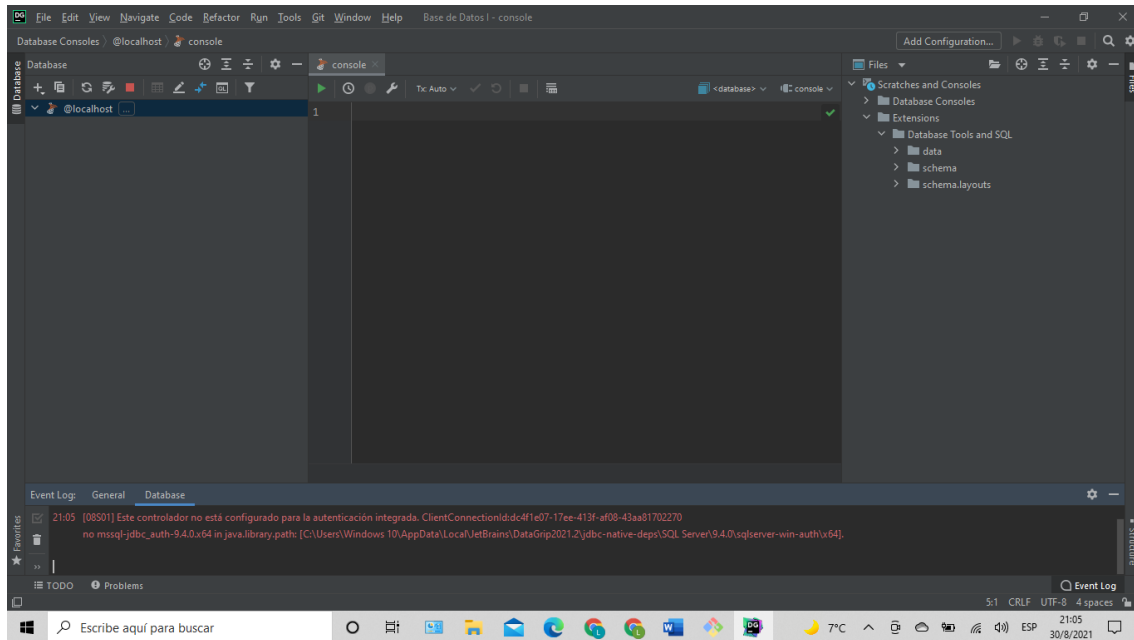 DG File Edit View Navigate Code Refactor Run Tools Git Window Help Base de Datos I - console
Database Consoles @localhost console Add Configuration...
Database
Database
@localhost ...
console
Tx: Auto <database> console
1
Files
Files
Scratches and Consoles
Database Consoles
Extensions
Database Tools and SQL
data
schema
schema.layouts
Event Log: General Database
21:05 [08S01] Este controlador no está configurado para la autenticación integrada. ClientConnectionId:dc4f1e07-17ee-413f-af08-43aa81702270
no mssql-jdbc_auth-9.4.0.x64 in java.library.path: [C:\Users\Windows 10\AppData\Local\JetBrains\DataGrip2021.2\jdbc-native-deps\SQL Server\9.4.0\sqlserver-win-auth\x64].
Favorites
Structure
TODO Problems Event Log
5:1 CRLF UTF-8 4 spaces
Escribe aquí para buscar
7°C ESP 21:05
30/8/2021